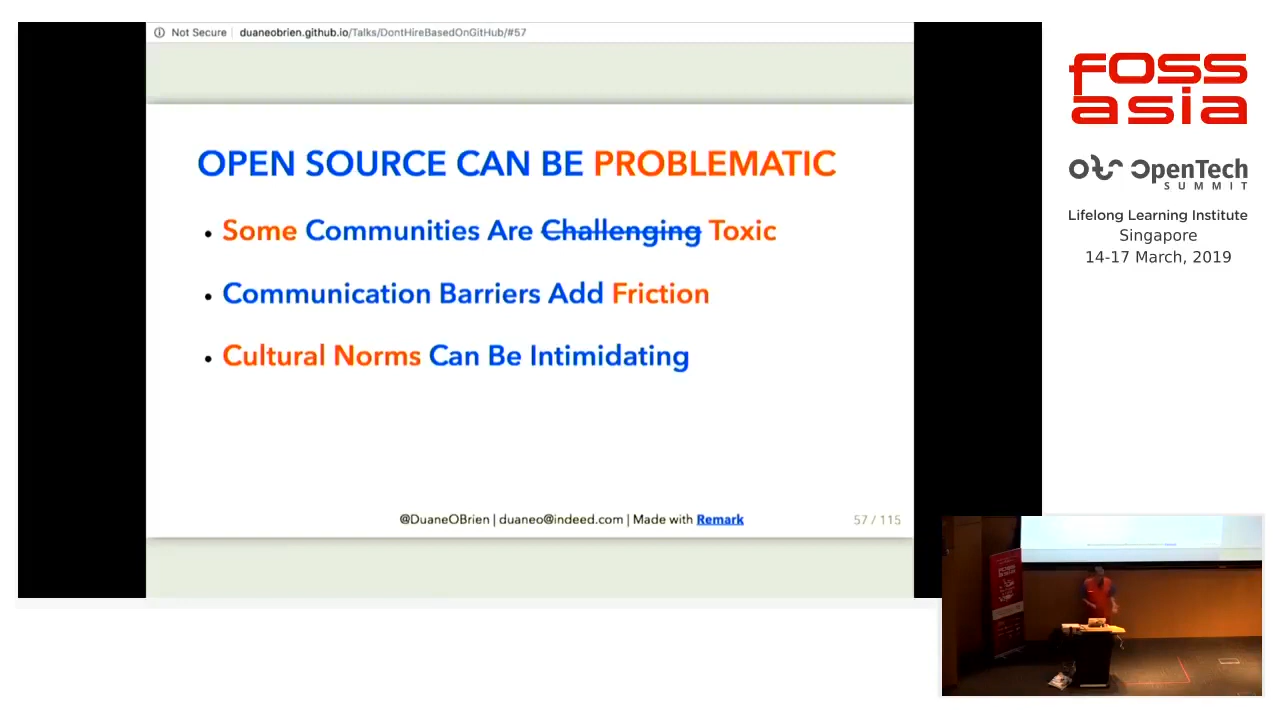 Not Secure duaneobrien.github.io/Talks/DontHireBasedOnGitHub/#57
OPEN SOURCE CAN BE PROBLEMATIC
• Some Communities Are Challenging Toxic
• Communication Barriers Add Friction
• Cultural Norms Can Be Intimidating
@DuaneOBrien | duaneo@indeed.com | Made with Remark
57 / 115
FOSS
asia
OpenTech
SUMMIT
Lifelong Learning Institute
Singapore
14-17 March, 2019